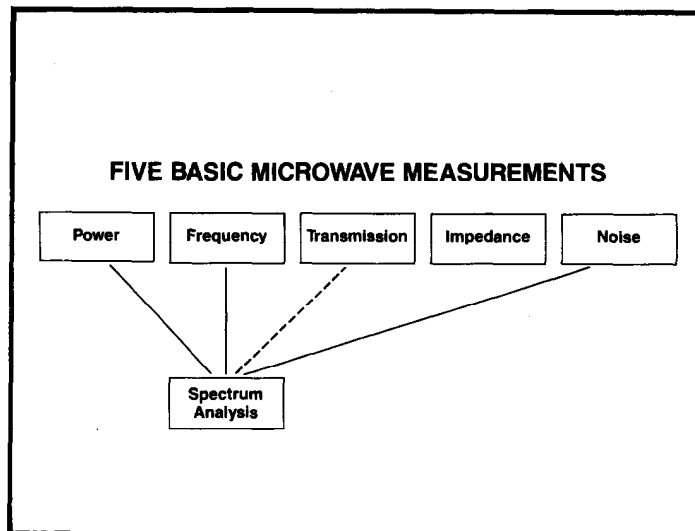 FIVE BASIC MICROWAVE MEASUREMENTS
Power
Frequency
Transmission
Impedance
Noise
Spectrum
Analysis